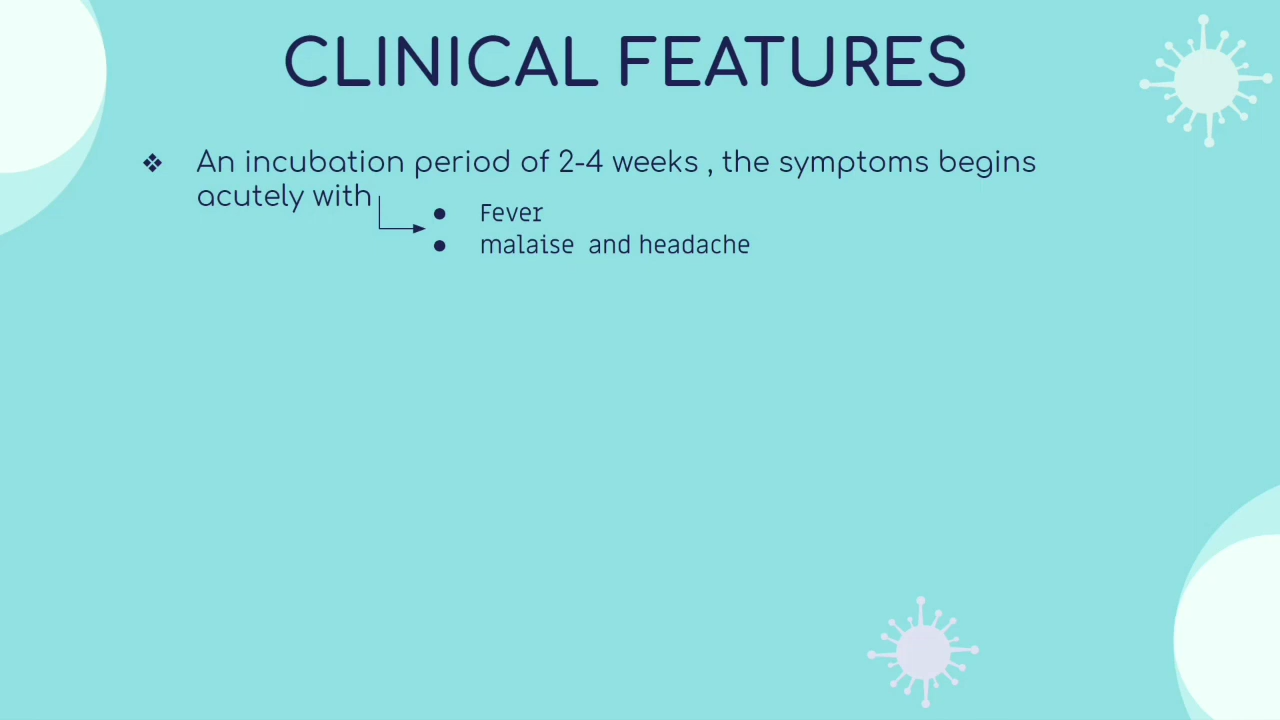 CLINICAL FEATURES
❖ An incubation period of 2-4 weeks , the symptoms begins
acutely with
● Fever
● malaise and headache